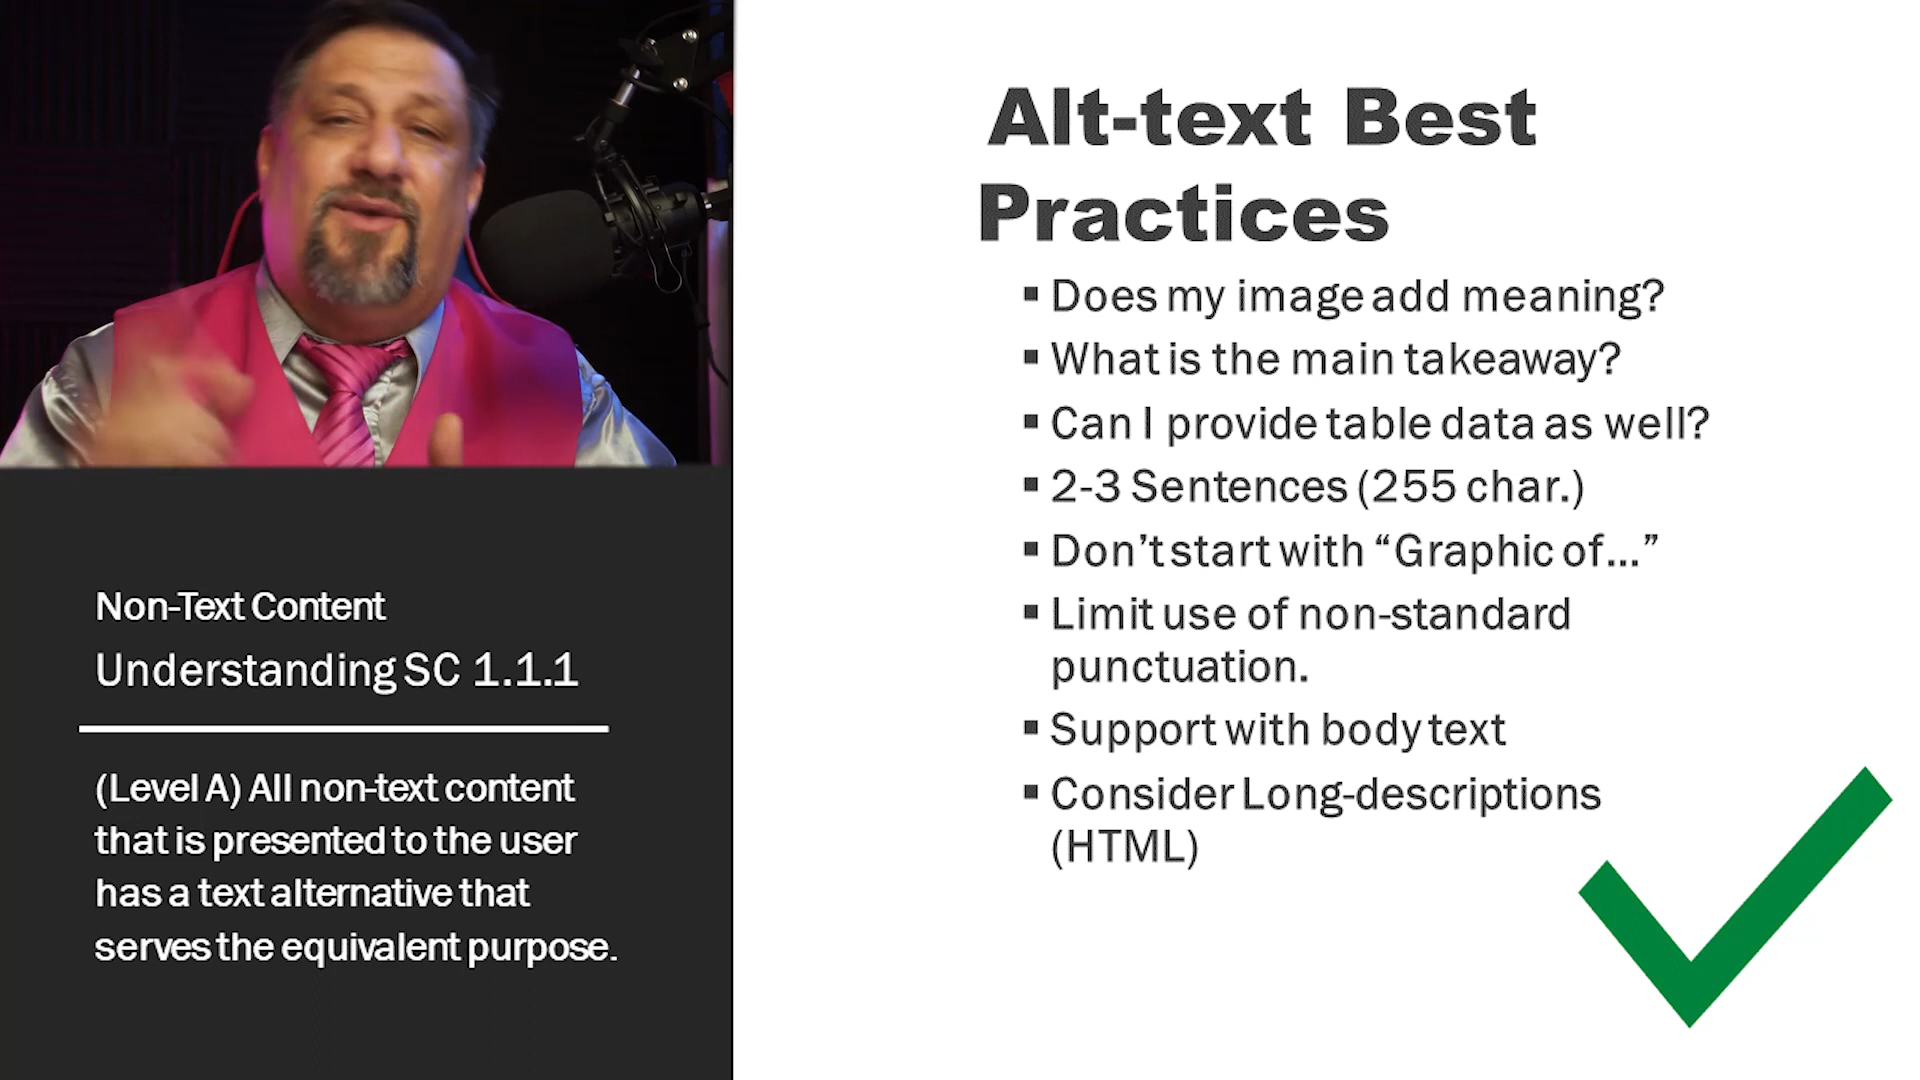 Non-Text Content
Understanding SC 1.1.1
(Level A) All non-text content
that is presented to the user
has a text alternative that
serves the equivalent purpose.
Alt-text Best
Practices
▪ Does my image add meaning?
▪ What is the main takeaway?
▪ Can I provide table data as well?
▪ 2-3 Sentences (255 char.)
▪ Don’t start with “Graphic of…”
▪ Limit use of non-standard
punctuation.
▪ Support with body text
▪ Consider Long-descriptions
(HTML)